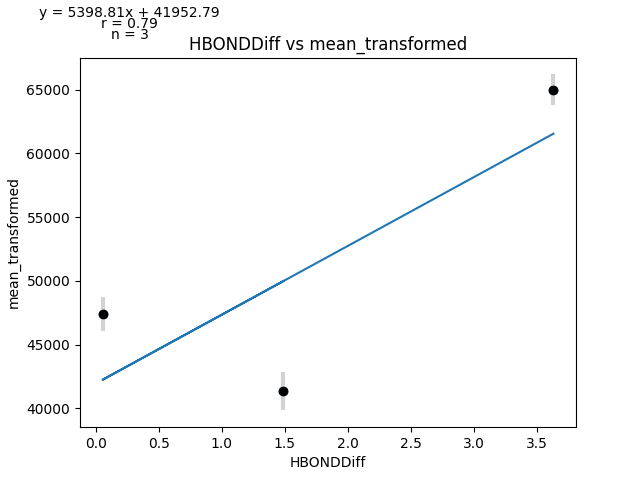 y = 5398.81x + 41952.79
r = 0.79
n = 3
HBONDDiff vs mean_transformed
65000
60000
55000
50000
45000
40000
mean_transformed
0.0 0.5 1.0 1.5 2.0 2.5 3.0 3.5
HBONDDiff